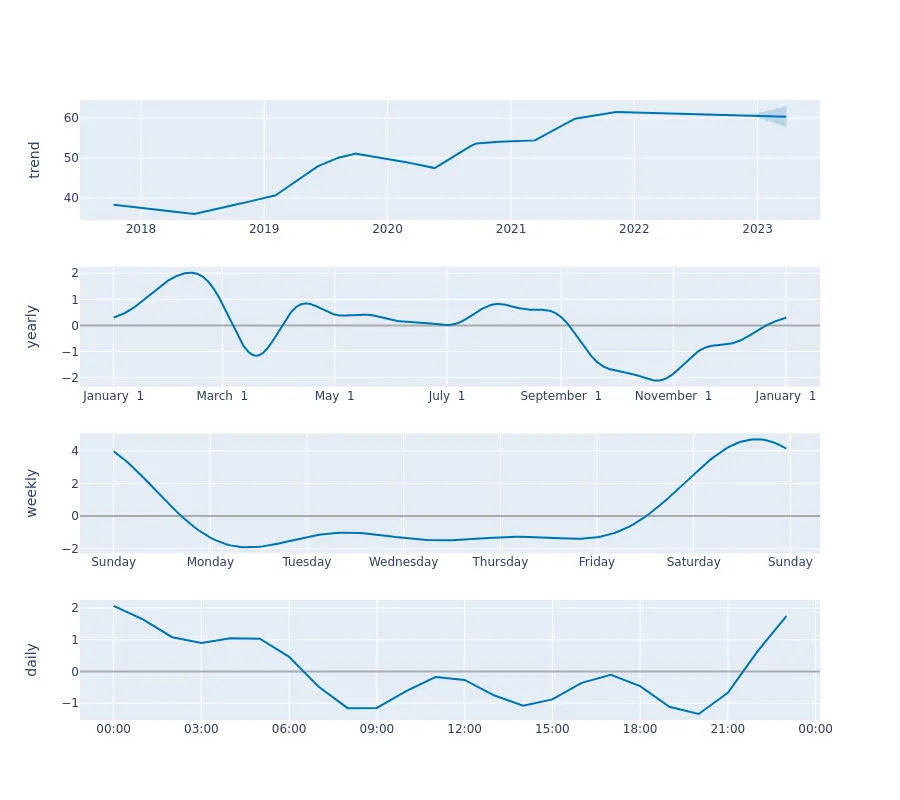 trend
60
50
40
2018 2019 2020 2021 2022 2023
yearly
2
1
0
−1
−2
January 1 March 1 May 1 July 1 September 1 November 1 January 1
weekly
4
2
0
−2
Sunday Monday Tuesday Wednesday Thursday Friday Saturday Sunday
daily
2
1
0
−1
00:00 03:00 06:00 09:00 12:00 15:00 18:00 21:00 00:00